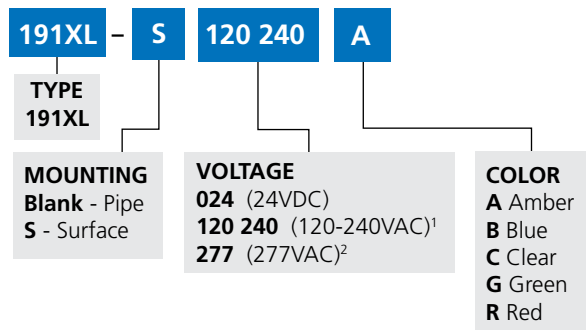 191XL – S 120 240 A
TYPE
191XL
MOUNTING
Blank - Pipe
S - Surface
VOLTAGE
024 (24VDC)
120 240 (120-240VAC)¹
277 (277VAC)²
COLOR
A Amber
B Blue
C Clear
G Green
R Red